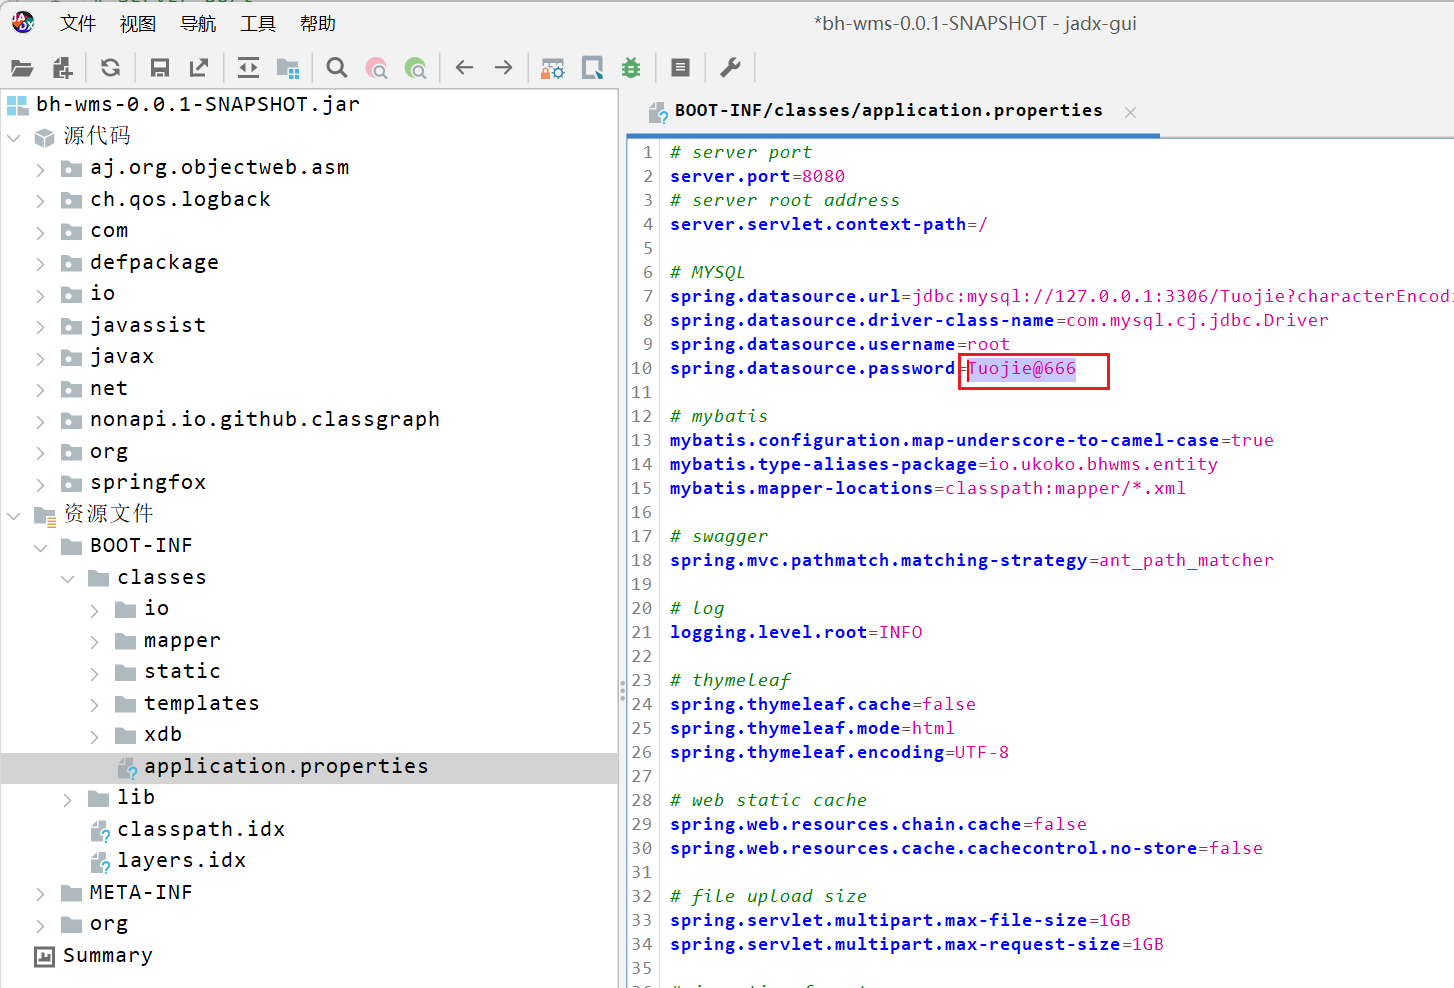 文件 视图 导航 工具 帮助 *bh-wms-0.0.1-SNAPSHOT - jadx-gui
bh-wms-0.0.1-SNAPSHOT.jar
源代码
aj.org.objectweb.asm
ch.qos.logback
com
defpackage
io
javassist
javax
net
nonapi.io.github.classgraph
org
springfox
资源文件
BOOT-INF
classes
io
mapper
static
templates
xdb
application.properties
lib
classpath.idx
layers.idx
META-INF
org
Summary
BOOT-INF/classes/application.properties
1 # server port
2 server.port=8080
3 # server root address
4 server.servlet.context-path=/
5
6 # MYSQL
7 spring.datasource.url=jdbc:mysql://127.0.0.1:3306/Tuojie?characterEncodi
8 spring.datasource.driver-class-name=com.mysql.cj.jdbc.Driver
9 spring.datasource.username=root
10 spring.datasource.password=Tuojie@666
11
12 # mybatis
13 mybatis.configuration.map-underscore-to-camel-case=true
14 mybatis.type-aliases-package=io.ukoko.bhwms.entity
15 mybatis.mapper-locations=classpath:mapper/*.xml
16
17 # swagger
18 spring.mvc.pathmatch.matching-strategy=ant_path_matcher
19
20 # log
21 logging.level.root=INFO
22
23 # thymeleaf
24 spring.thymeleaf.cache=false
25 spring.thymeleaf.mode=html
26 spring.thymeleaf.encoding=UTF-8
27
28 # web static cache
29 spring.web.resources.chain.cache=false
30 spring.web.resources.cache.cachecontrol.no-store=false
31
32 # file upload size
33 spring.servlet.multipart.max-file-size=1GB
34 spring.servlet.multipart.max-request-size=1GB
35